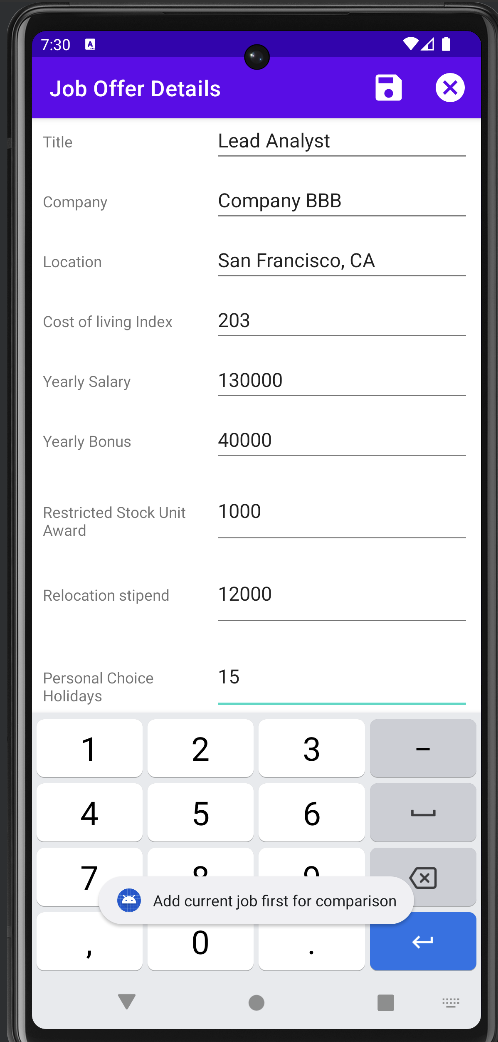 7:30
Job Offer Details
Title Lead Analyst
Company Company BBB
Location San Francisco, CA
Cost of living Index 203
Yearly Salary 130000
Yearly Bonus 40000
Restricted Stock Unit 1000
Award
Relocation stipend 12000
Personal Choice 15
Holidays
1 2 3 –
4 5 6
7 8 9
Add current job first for comparison
, 0 .